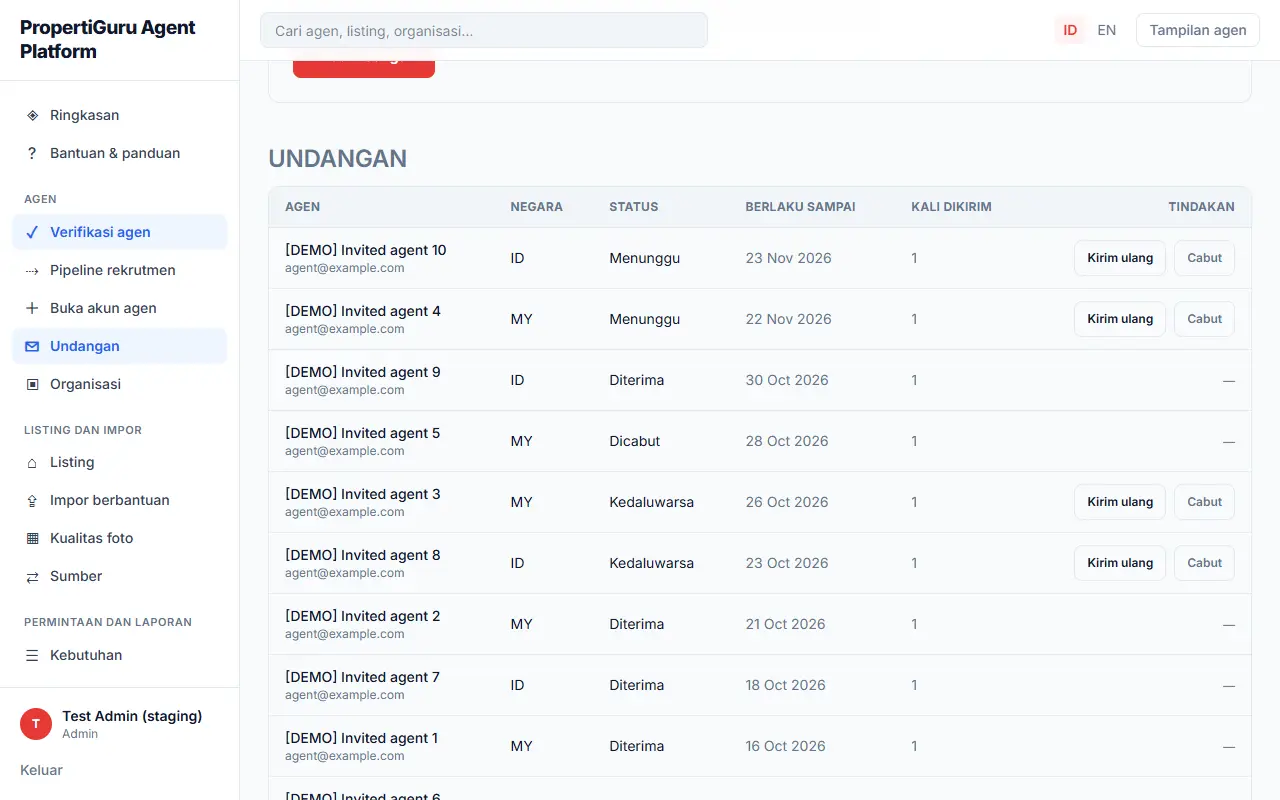 PropertiGuru Agent
Platform
Cari agen, listing, organisasi...
ID
EN
Tampilan agen
Ringkasan
? Bantuan & panduan
AGEN
Verifikasi agen
Pipeline rekrutmen
Buka akun agen
Undangan
Organisasi
LISTING DAN IMPOR
Listing
Impor berbantuan
Kualitas foto
Sumber
PERMINTAAN DAN LAPORAN
Kebutuhan
T
Test Admin (staging)
Admin
Keluar
UNDANGAN
AGEN NEGARA STATUS BERLAKU SAMPAI KALI DIKIRIM TINDAKAN
[DEMO] Invited agent 10
agent@example.com
ID Menunggu 23 Nov 2026 1 Kirim ulang Cabut
[DEMO] Invited agent 4
agent@example.com
MY Menunggu 22 Nov 2026 1 Kirim ulang Cabut
[DEMO] Invited agent 9
agent@example.com
ID Diterima 30 Oct 2026 1 —
[DEMO] Invited agent 5
agent@example.com
MY Dicabut 28 Oct 2026 1 —
[DEMO] Invited agent 3
agent@example.com
MY Kedaluwarsa 26 Oct 2026 1 Kirim ulang Cabut
[DEMO] Invited agent 8
agent@example.com
ID Kedaluwarsa 23 Oct 2026 1 Kirim ulang Cabut
[DEMO] Invited agent 2
agent@example.com
MY Diterima 21 Oct 2026 1 —
[DEMO] Invited agent 7
agent@example.com
ID Diterima 18 Oct 2026 1 —
[DEMO] Invited agent 1
agent@example.com
MY Diterima 16 Oct 2026 1 —
[DEMO] Invited agent 6